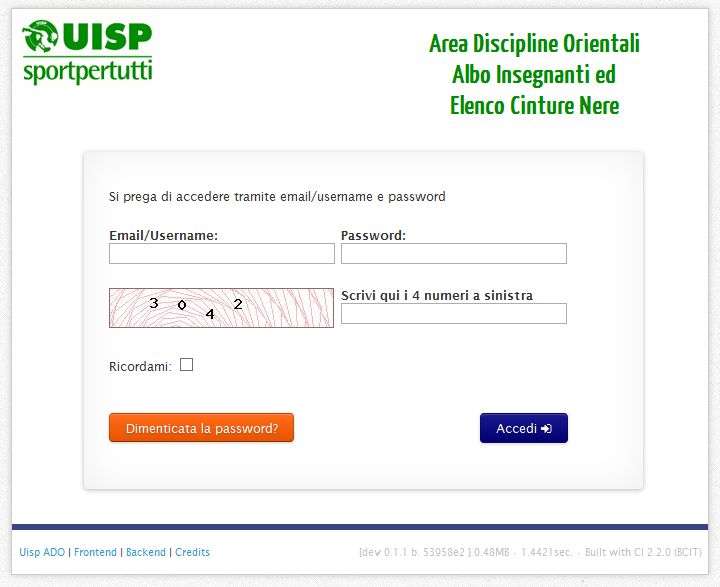 UISP
sportpertutti
Area Discipline Orientali
Albo Insegnanti ed
Elenco Cinture Nere
Si prega di accedere tramite email/username e password
Email/Username: Password:
3 0 4 2
Scrivi qui i 4 numeri a sinistra
Ricordami:
Dimenticata la password? Accedi
Uisp ADO | Frontend | Backend | Credits [dev 0.1.1 b. 53958e2 ] 0.48MB - 1.4421sec. - Built with CI 2.2.0 (BCIT)